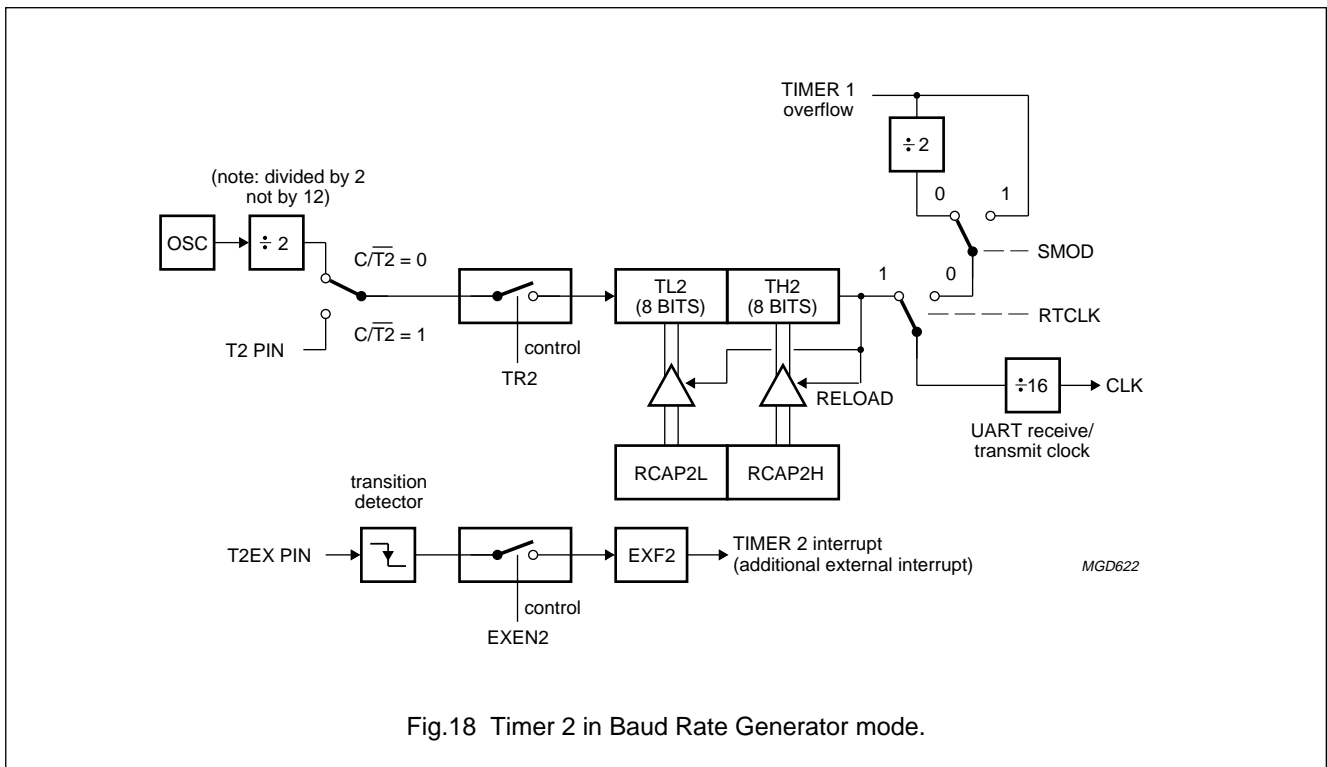 TIMER 1
overflow
÷ 2
(note: divided by 2
not by 12)
0
1
OSC
÷ 2
C/T̅2̅ = 0
SMOD
TL2
(8 BITS)
TH2
(8 BITS)
1
0
RTCLK
C/T̅2̅ = 1
T2 PIN
control
TR2
RELOAD
÷16
CLK
UART receive/
transmit clock
RCAP2L
RCAP2H
transition
detector
T2EX PIN
EXF2
TIMER 2 interrupt
(additional external interrupt)
MGD622
control
EXEN2
Fig.18 Timer 2 in Baud Rate Generator mode.